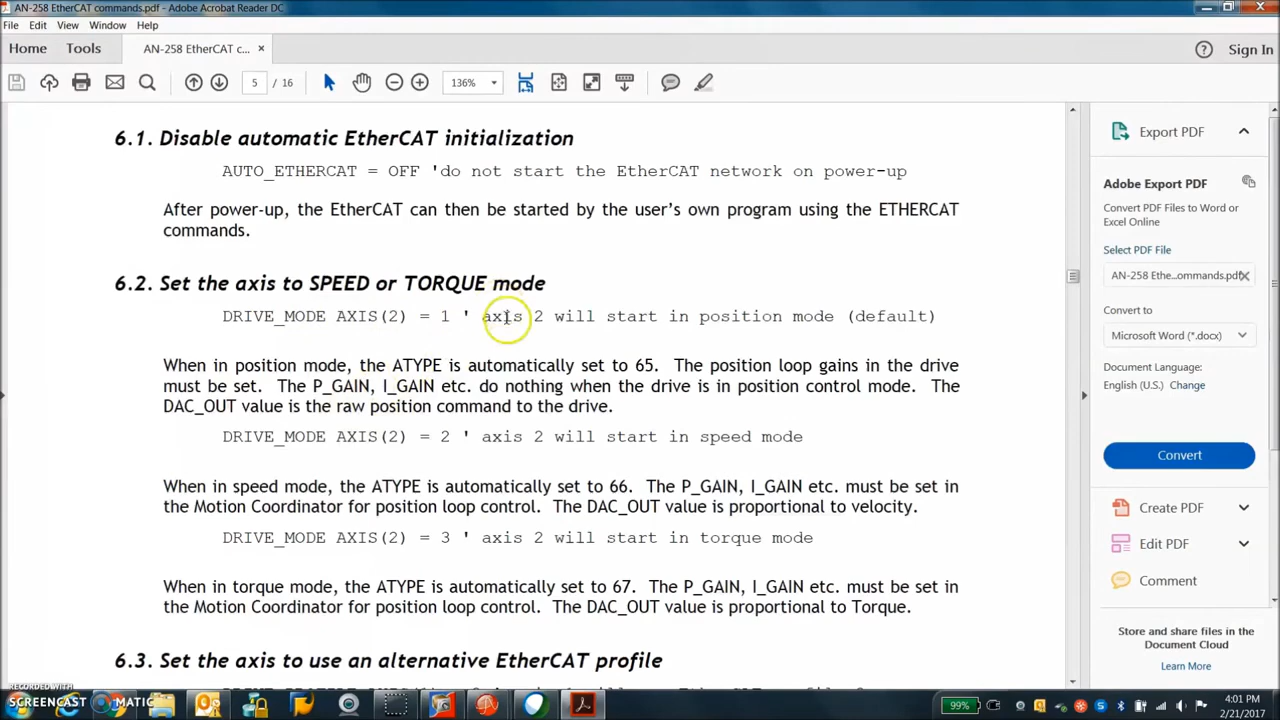 AN-258 EtherCAT commands.pdf - Adobe Acrobat Reader DC
File Edit View Window Help
Home Tools AN-258 EtherCAT c... × Sign In
5 / 16 136%
6.1. Disable automatic EtherCAT initialization
AUTO_ETHERCAT = OFF 'do not start the EtherCAT network on power-up
After power-up, the EtherCAT can then be started by the user's own program using the ETHERCAT
commands.
6.2. Set the axis to SPEED or TORQUE mode
DRIVE_MODE AXIS(2) = 1 ' axis 2 will start in position mode (default)
When in position mode, the ATYPE is automatically set to 65. The position loop gains in the drive
must be set. The P_GAIN, I_GAIN etc. do nothing when the drive is in position control mode. The
DAC_OUT value is the raw position command to the drive.
DRIVE_MODE AXIS(2) = 2 ' axis 2 will start in speed mode
When in speed mode, the ATYPE is automatically set to 66. The P_GAIN, I_GAIN etc. must be set in
the Motion Coordinator for position loop control. The DAC_OUT value is proportional to velocity.
DRIVE_MODE AXIS(2) = 3 ' axis 2 will start in torque mode
When in torque mode, the ATYPE is automatically set to 67. The P_GAIN, I_GAIN etc. must be set in
the Motion Coordinator for position loop control. The DAC_OUT value is proportional to Torque.
6.3. Set the axis to use an alternative EtherCAT profile
Export PDF
Adobe Export PDF
Convert PDF Files to Word or
Excel Online
Select PDF File
AN-258 Ethe...ommands.pdf
Convert to
Microsoft Word (*.docx)
Document Language:
English (U.S.) Change
Convert
Create PDF
Edit PDF
Comment
Store and share files in the
Document Cloud
Learn More
RECORDED WITH
SCREENCAST MATIC
99%
4:01 PM
2/21/2017